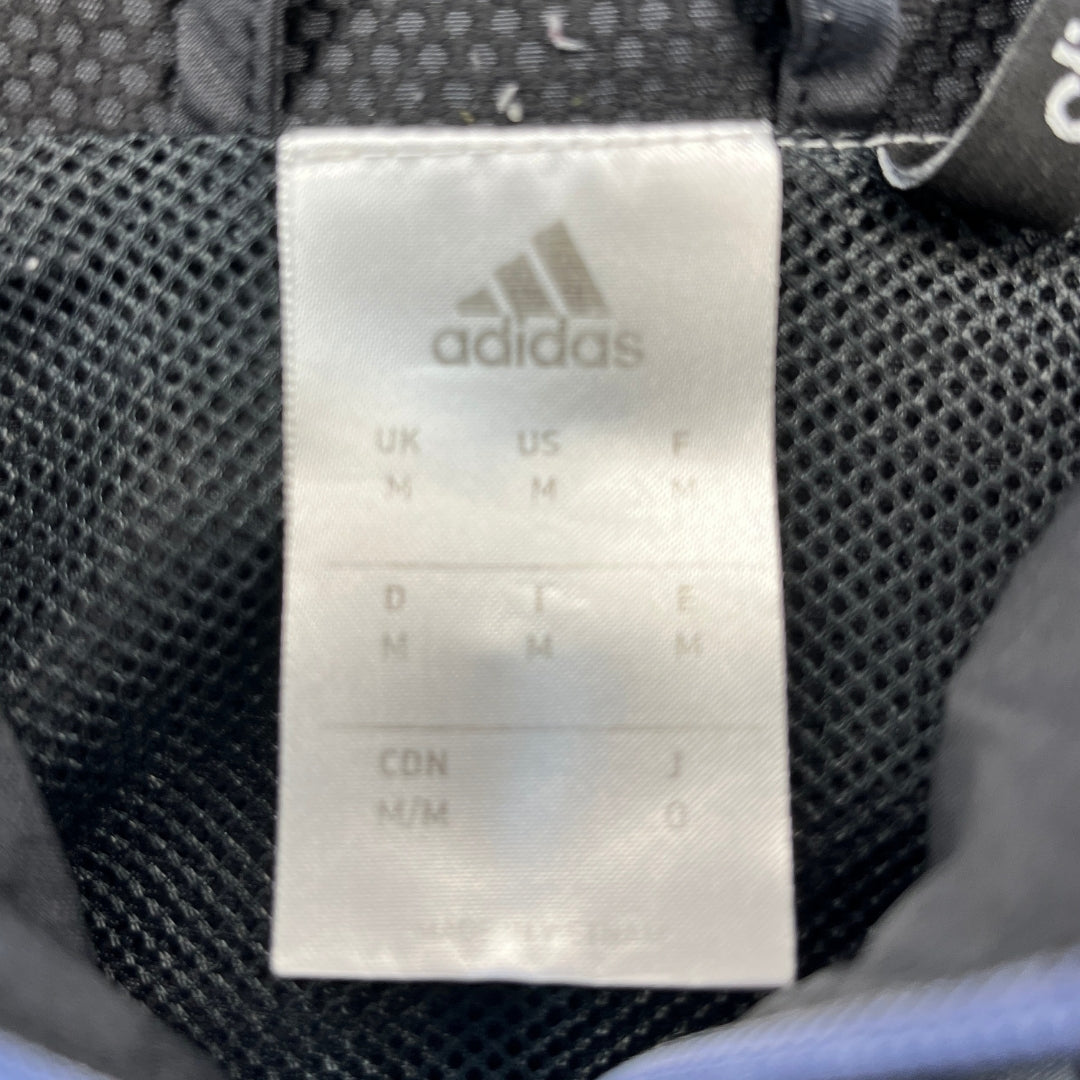 adidas
UK US F
M M M
D I E
M M M
CDN J
M/M O